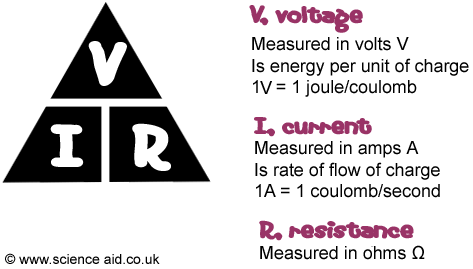 V
I R
V, voltage
Measured in volts V
Is energy per unit of charge
1V = 1 joule/coulomb
I, current
Measured in amps A
Is rate of flow of charge
1A = 1 coulomb/second
R, resistance
Measured in ohms Ω
© www.science aid.co.uk